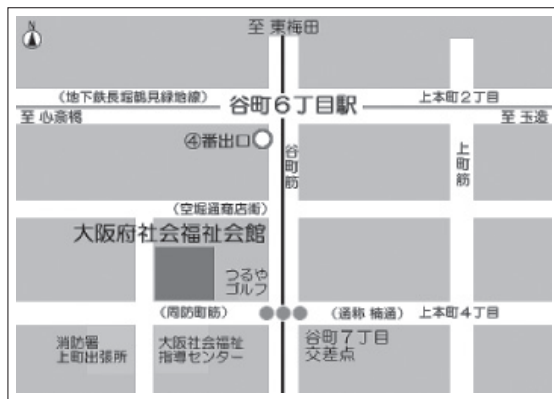 N
至 東梅田
(地下鉄長堀鶴見緑地線)
谷町6丁目駅
上本町2丁目
至 心斎橋
至 玉造
④番出口
谷町筋
上町筋
(空堀通商店街)
大阪府社会福祉会館
つるや
ゴルフ
(周防町筋)
(通称 楠通)
上本町4丁目
消防署
上町出張所
大阪社会福祉
指導センター
谷町7丁目
交差点